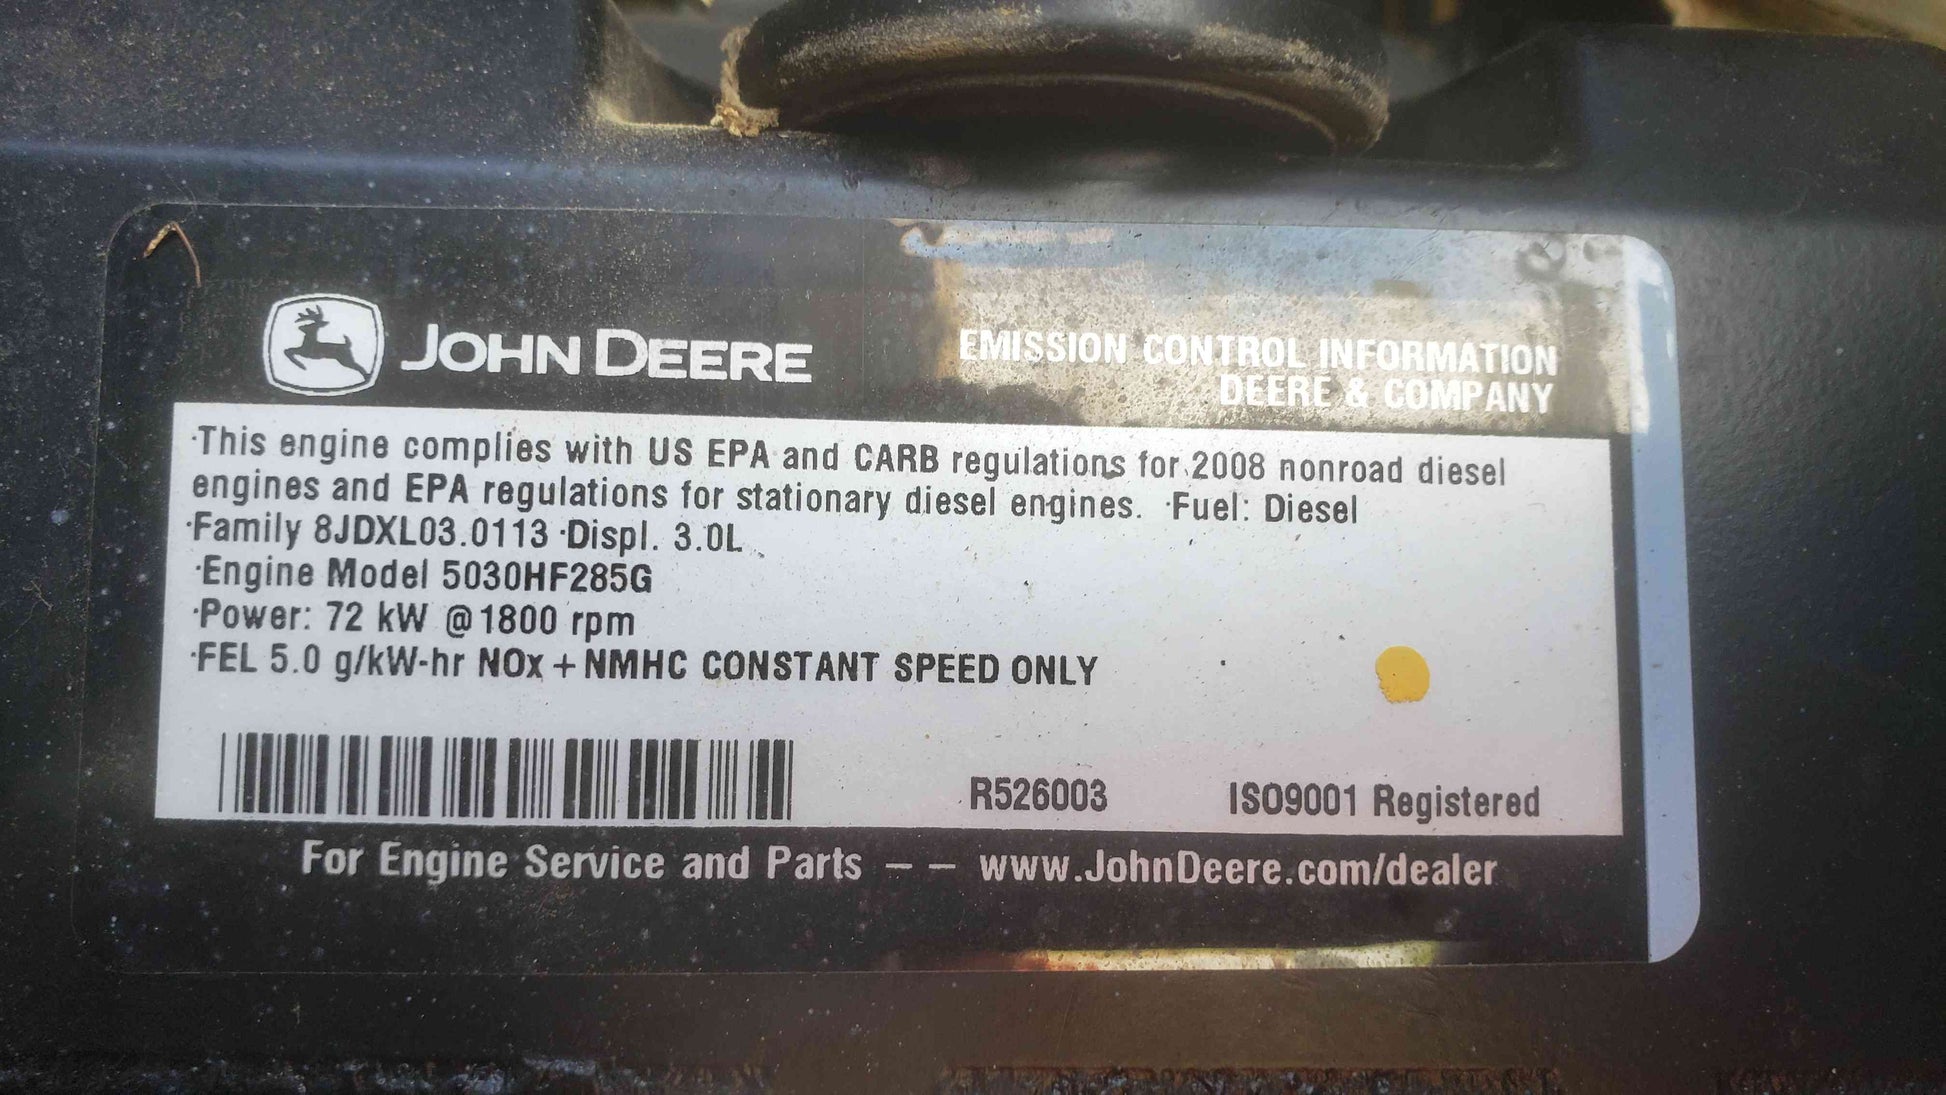 JOHN DEERE
EMISSION CONTROL INFORMATION
DEERE & COMPANY
·This engine complies with US EPA and CARB regulations for 2008 nonroad diesel
engines and EPA regulations for stationary diesel engines. ·Fuel: Diesel
·Family 8JDXL03.0113 ·Displ. 3.0L
·Engine Model 5030HF285G
·Power: 72 kW @ 1800 rpm
·FEL 5.0 g/kW-hr NOx + NMHC CONSTANT SPEED ONLY
R526003
ISO9001 Registered
For Engine Service and Parts – – www.JohnDeere.com/dealer